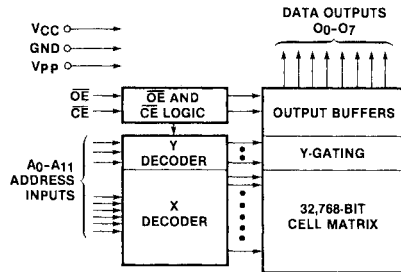 DATA OUTPUTS
O0–O7
VCC
GND
VPP
OE
CE
OE AND
CE LOGIC
OUTPUT BUFFERS
Y
DECODER
Y-GATING
A0–A11
ADDRESS
INPUTS
X
DECODER
32,768-BIT
CELL MATRIX